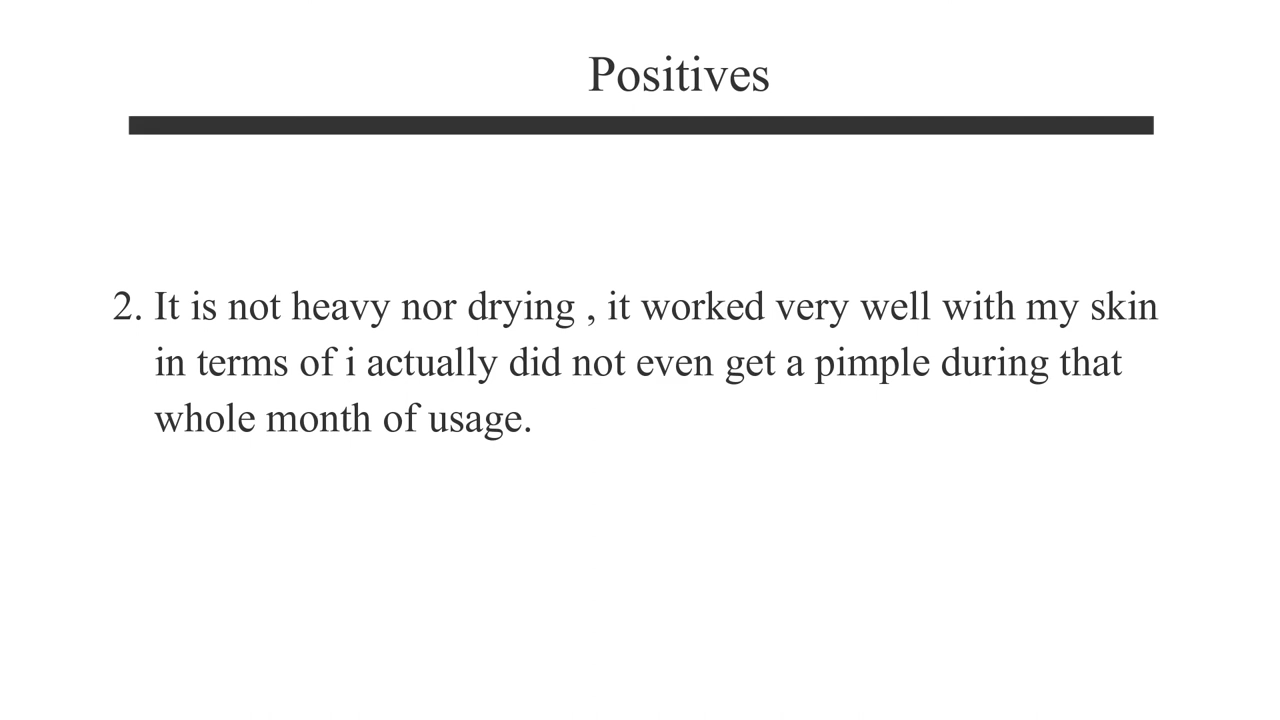 Positives
2. It is not heavy nor drying , it worked very well with my skin
in terms of i actually did not even get a pimple during that
whole month of usage.